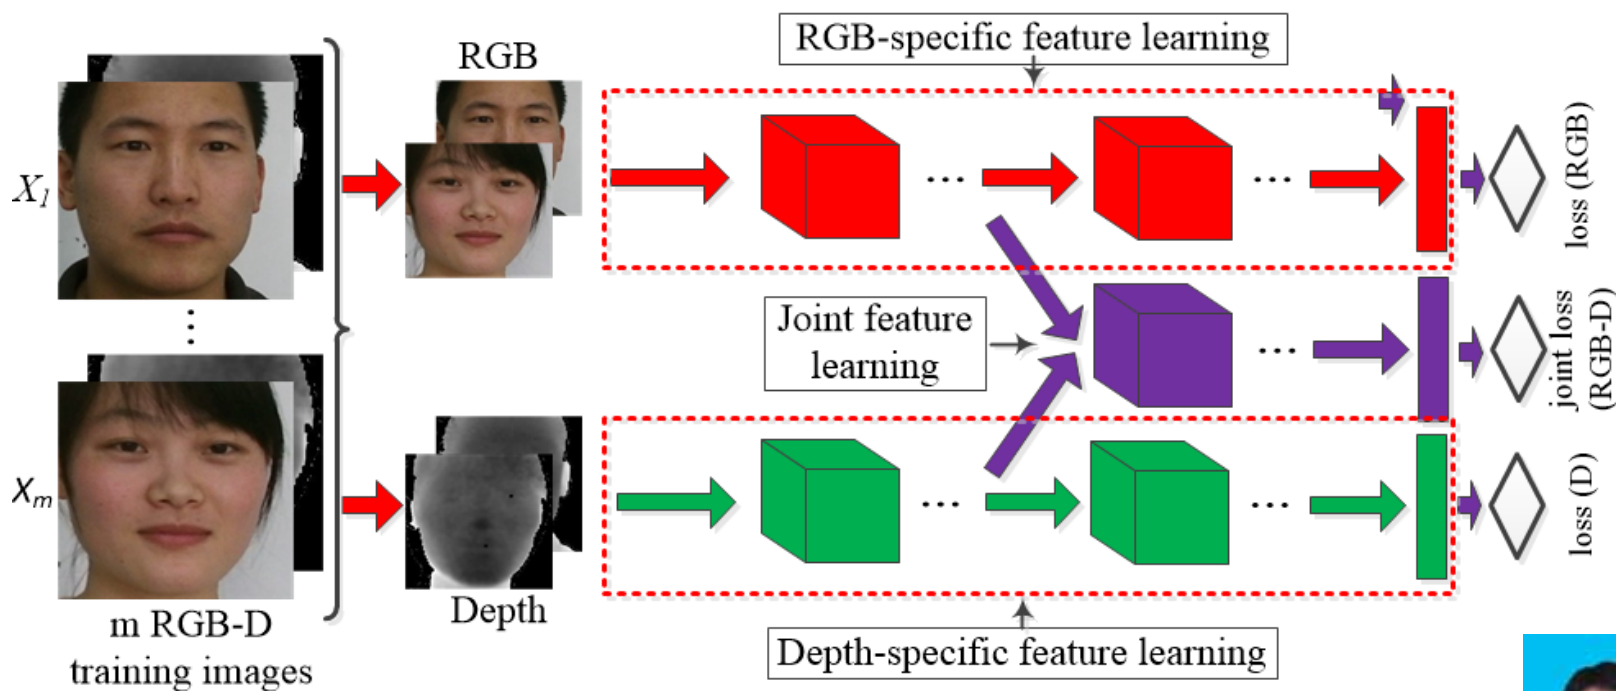 RGB-specific feature learning
RGB
X1
loss (RGB)
⋮
Joint feature
learning
...
...
...
joint loss
(RGB-D)
Xm
...
...
loss (D)
Depth
m RGB-D
training images
Depth-specific feature learning